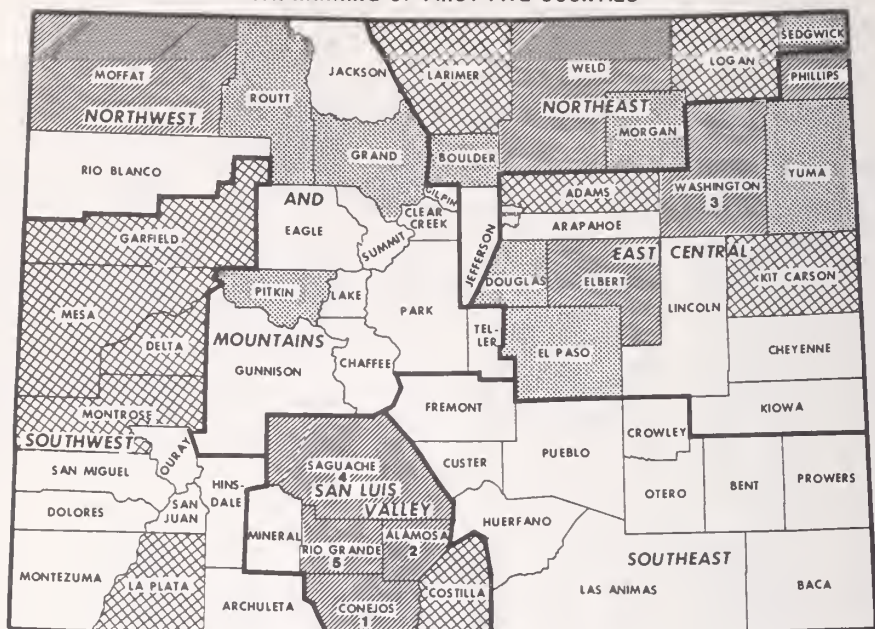 SEDGWICK
JACKSON
LARIMER
WELD
LOGAN
PHILLIPS
MOFFAT
ROUTT
NORTHWEST
NORTHEAST
MORGAN
GRAND
BOULDER
YUMA
RIO BLANCO
GILPIN
ADAMS
WASHINGTON
3
AND
EAGLE
CLEAR
CREEK
ARAPAHOE
GARFIELD
SUMMIT
JEFFERSON
EAST CENTRAL
DOUGLAS
ELBERT
KIT CARSON
PITKIN
LAKE
LINCOLN
MESA
PARK
DELTA
MOUNTAINS
TEL-
LER
EL PASO
CHEYENNE
GUNNISON
CHAFFEE
MONTROSE
FREMONT
KIOWA
SOUTHWEST
OURAY
CROWLEY
SAN MIGUEL
SAGUACHE
4
CUSTER
PUEBLO
HINS-
DALE
SAN LUIS
OTERO
BENT
PROWERS
DOLORES
SAN
JUAN
VALLEY
MINERAL
RIO GRANDE
5
ALAMOSA
2
HUERFANO
SOUTHEAST
MONTEZUMA
LA PLATA
COSTILLA
LAS ANIMAS
BACA
ARCHULETA
CONEJOS
1